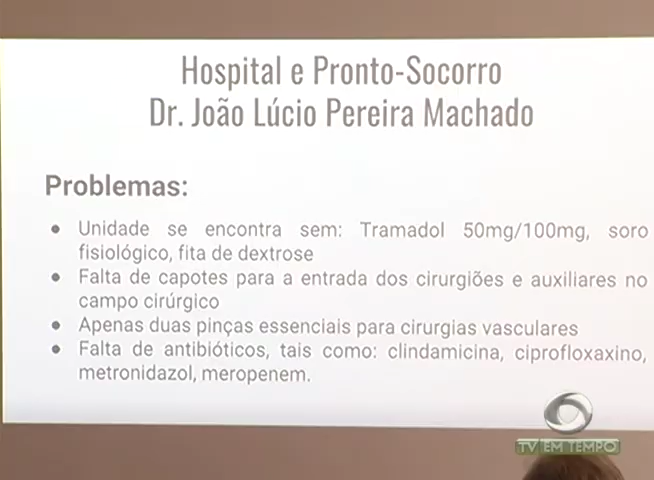 Hospital e Pronto-Socorro
Dr. João Lúcio Pereira Machado
Problemas:
● Unidade se encontra sem: Tramadol 50mg/100mg, soro
fisiológico, fita de dextrose
● Falta de capotes para a entrada dos cirurgiões e auxiliares no
campo cirúrgico
● Apenas duas pinças essenciais para cirurgias vasculares
● Falta de antibióticos, tais como: clindamicina, ciprofloxaxino,
metronidazol, meropenem.
TV EM TEMPO